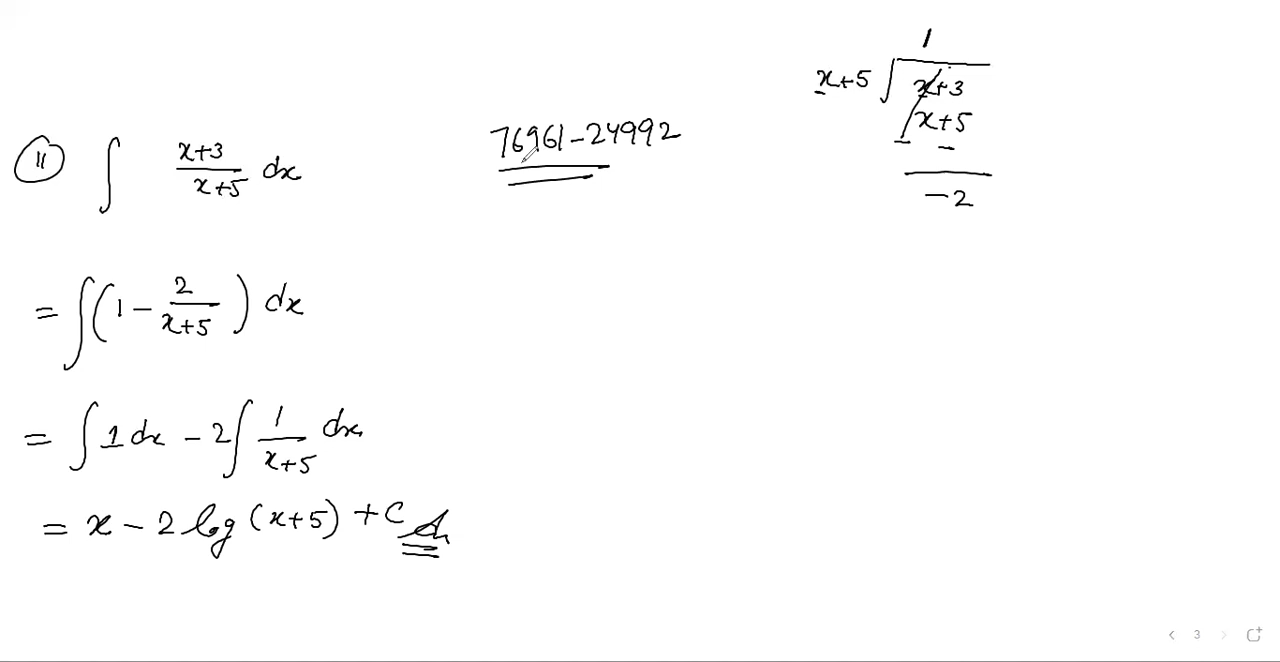 11 ∫ (x+3)/(x+5) dx
76961-24992
1
x+5 √ x+3
x+5
-2
= ∫(1 - 2/(x+5)) dx
= ∫1 dx - 2∫ 1/(x+5) dx
= x - 2 log (x+5) + C
3